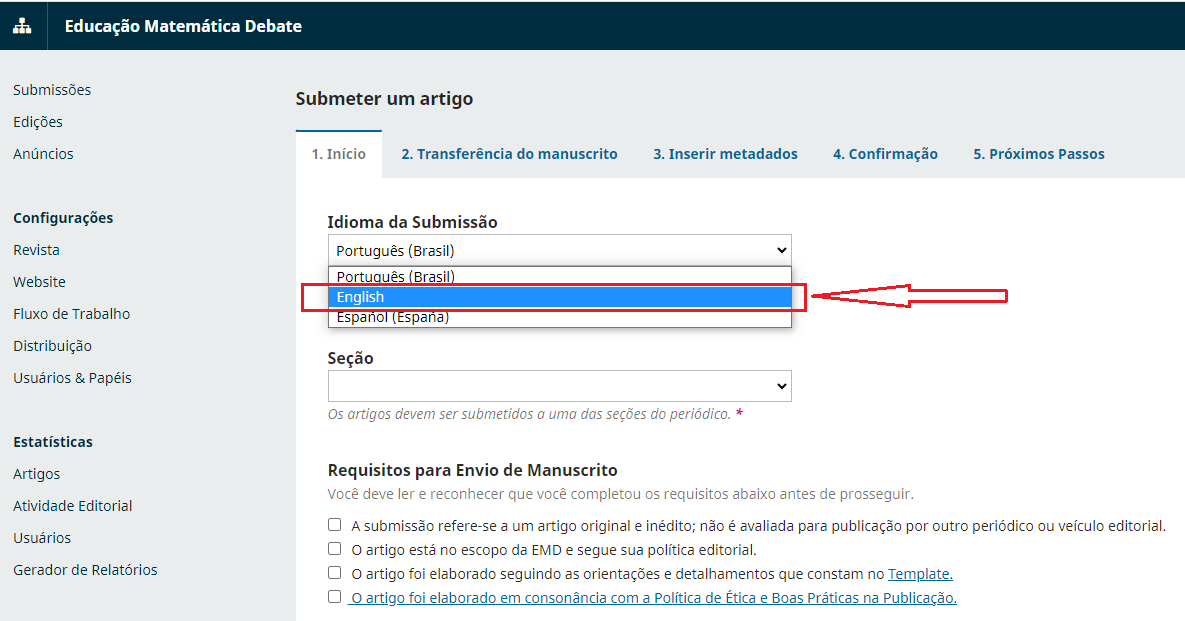 Educação Matemática Debate
Submissões
Edições
Anúncios
Configurações
Revista
Website
Fluxo de Trabalho
Distribuição
Usuários & Papéis
Estatísticas
Artigos
Atividade Editorial
Usuários
Gerador de Relatórios
Submeter um artigo
1. Início 2. Transferência do manuscrito 3. Inserir metadados 4. Confirmação 5. Próximos Passos
Idioma da Submissão
Português (Brasil)
Português (Brasil)
English
Español (España)
Seção
Os artigos devem ser submetidos a uma das seções do periódico. *
Requisitos para Envio de Manuscrito
Você deve ler e reconhecer que você completou os requisitos abaixo antes de prosseguir.
A submissão refere-se a um artigo original e inédito; não é avaliada para publicação por outro periódico ou veículo editorial.
O artigo está no escopo da EMD e segue sua política editorial.
O artigo foi elaborado seguindo as orientações e detalhamentos que constam no Template.
O artigo foi elaborado em consonância com a Política de Ética e Boas Práticas na Publicação.